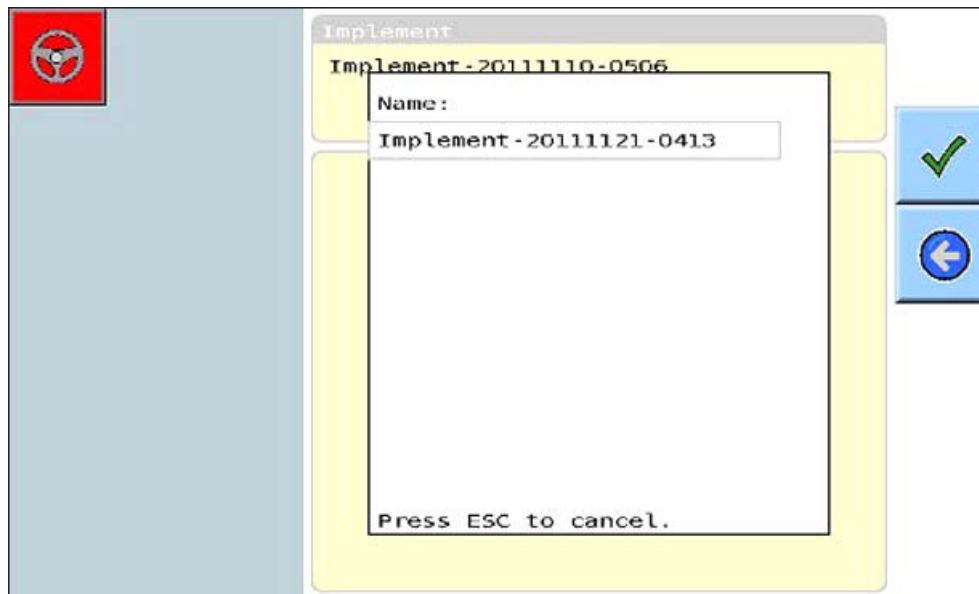 Implement
Implement-20111110-0506
Name:
Implement-20111121-0413
Press ESC to cancel.